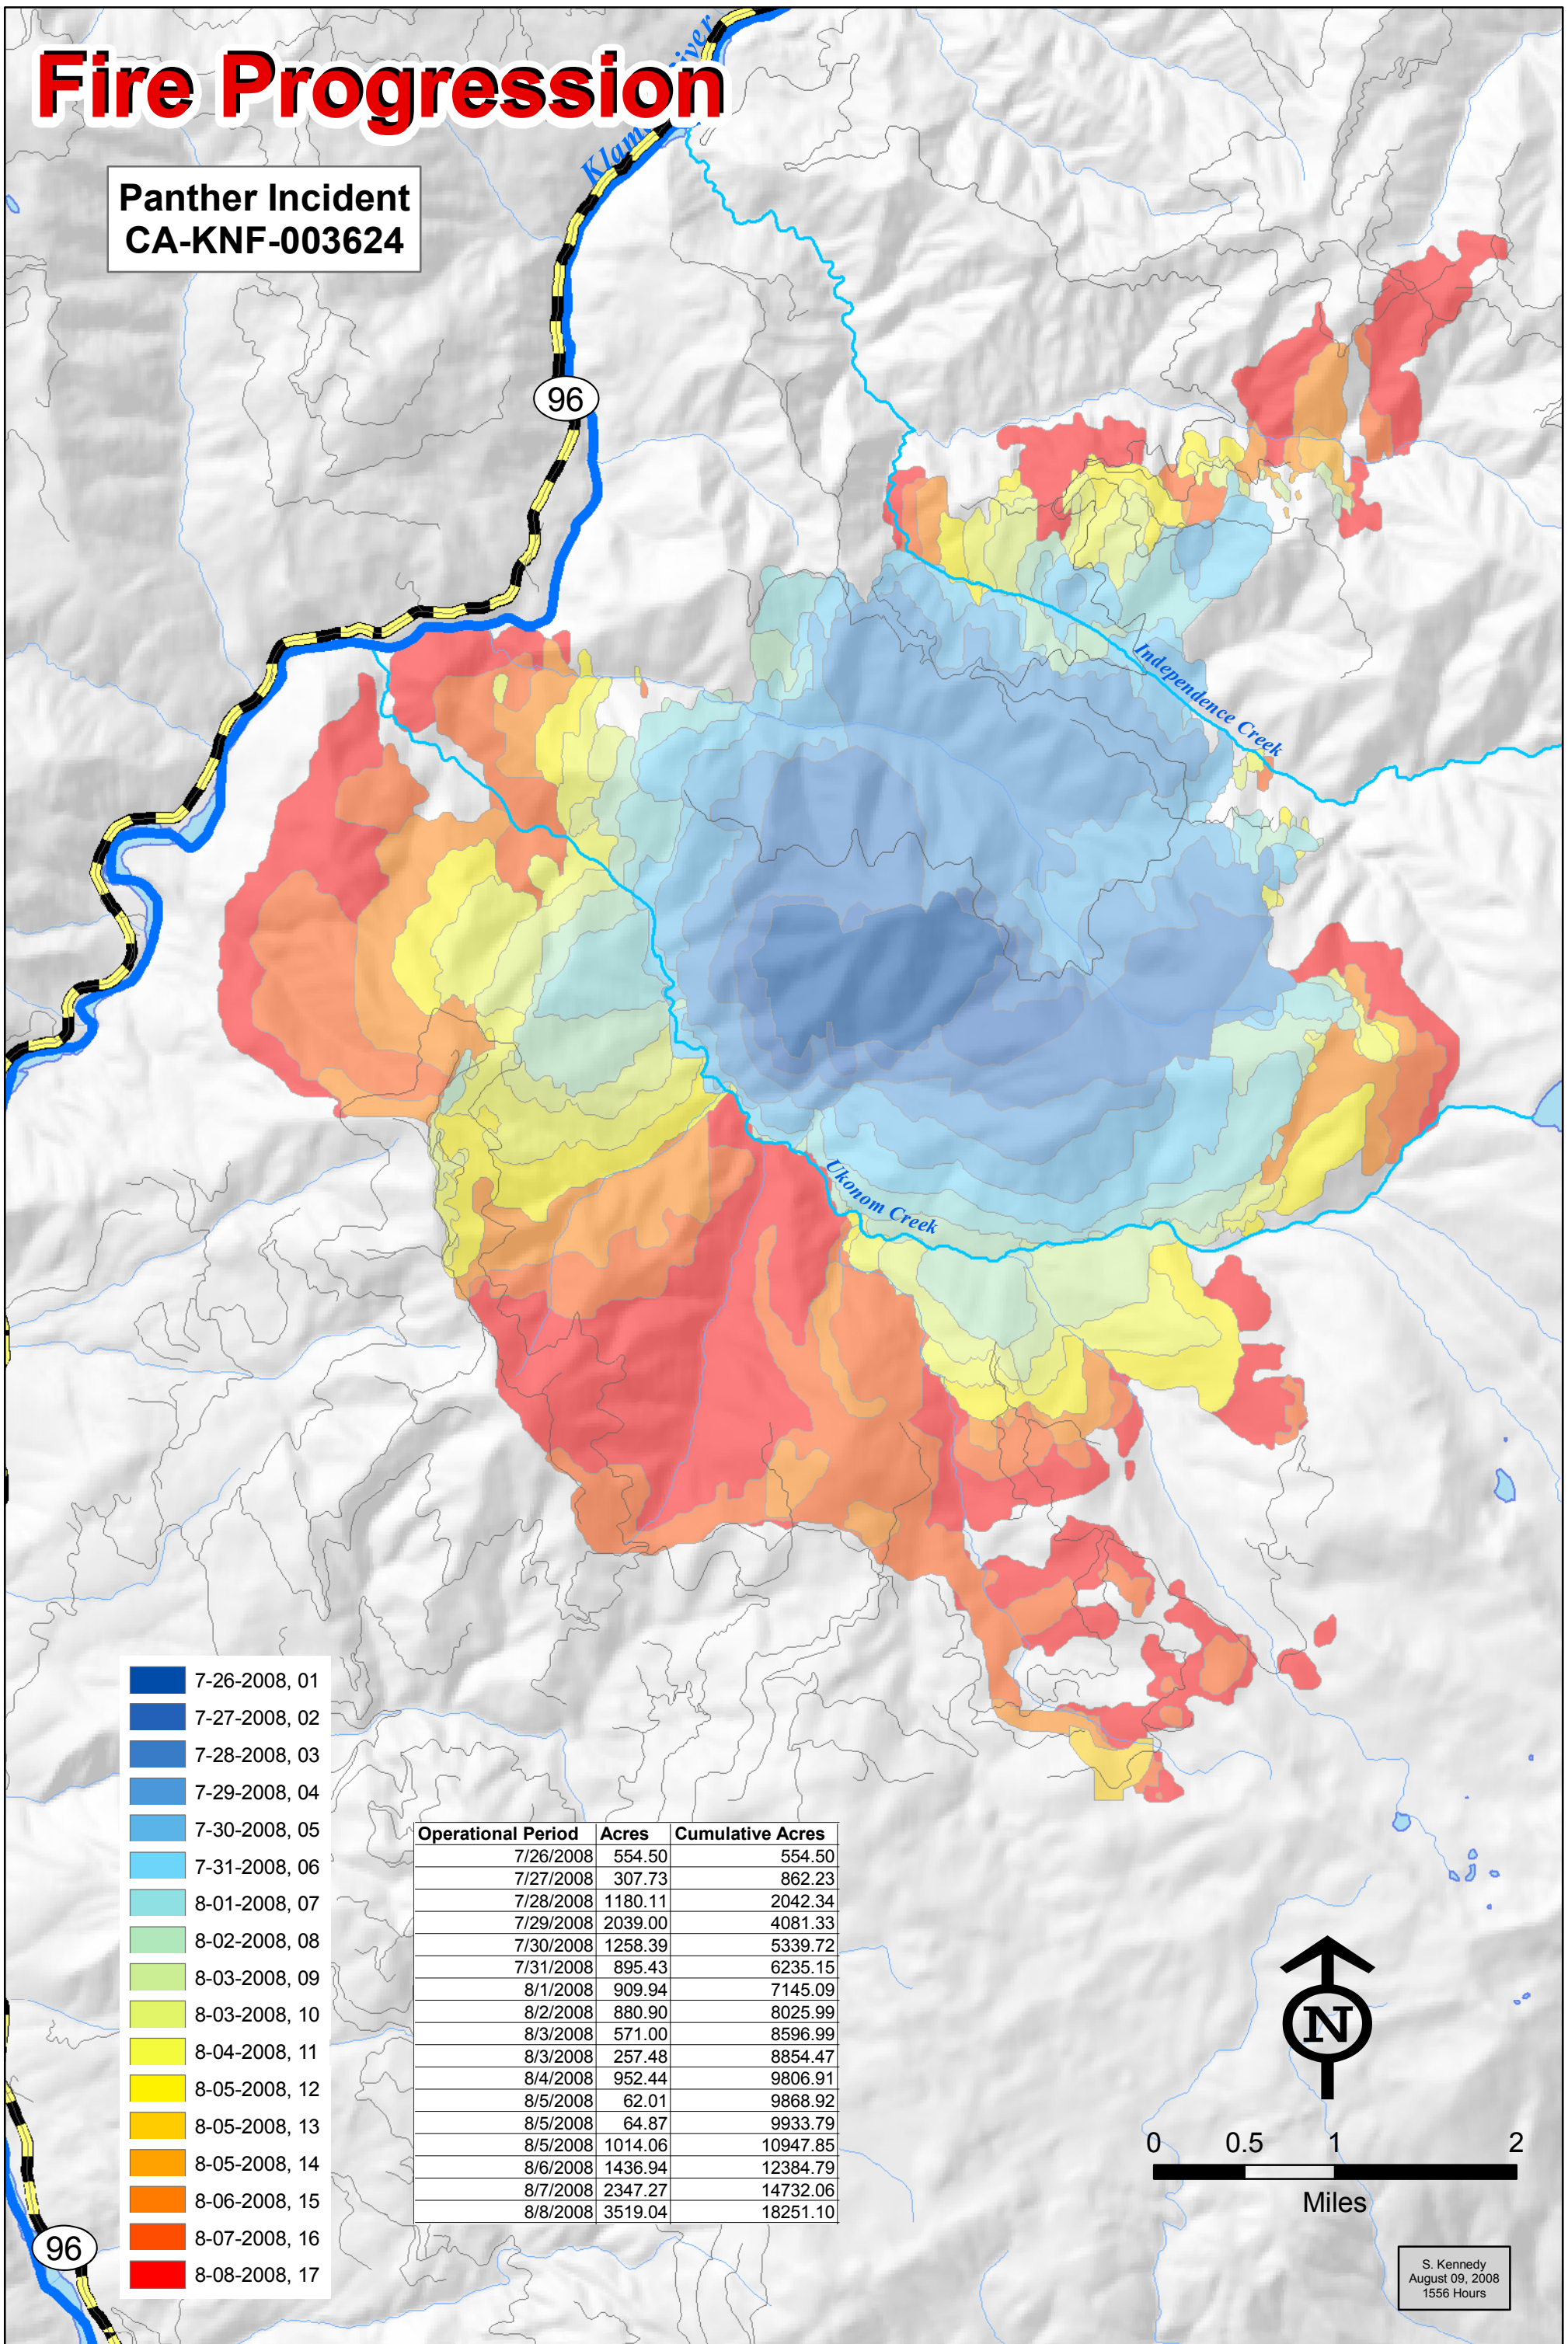 Fire Progression
Panther Incident
CA-KNF-003624
96
Independence Creek
Ukonom Creek
7-26-2008, 01
7-27-2008, 02
7-28-2008, 03
7-29-2008, 04
7-30-2008, 05
7-31-2008, 06
8-01-2008, 07
8-02-2008, 08
8-03-2008, 09
8-03-2008, 10
8-04-2008, 11
8-05-2008, 12
8-05-2008, 13
8-05-2008, 14
8-06-2008, 15
8-07-2008, 16
8-08-2008, 17
Operational Period Acres Cumulative Acres
7/26/2008 554.50 554.50
7/27/2008 307.73 862.23
7/28/2008 1180.11 2042.34
7/29/2008 2039.00 4081.33
7/30/2008 1258.39 5339.72
7/31/2008 895.43 6235.15
8/1/2008 909.94 7145.09
8/2/2008 880.90 8025.99
8/3/2008 571.00 8596.99
8/3/2008 257.48 8854.47
8/4/2008 952.44 9806.91
8/5/2008 62.01 9868.92
8/5/2008 64.87 9933.79
8/5/2008 1014.06 10947.85
8/6/2008 1436.94 12384.79
8/7/2008 2347.27 14732.06
8/8/2008 3519.04 18251.10
N
0 0.5 1 2
Miles
96
S. Kennedy
August 09, 2008
1556 Hours